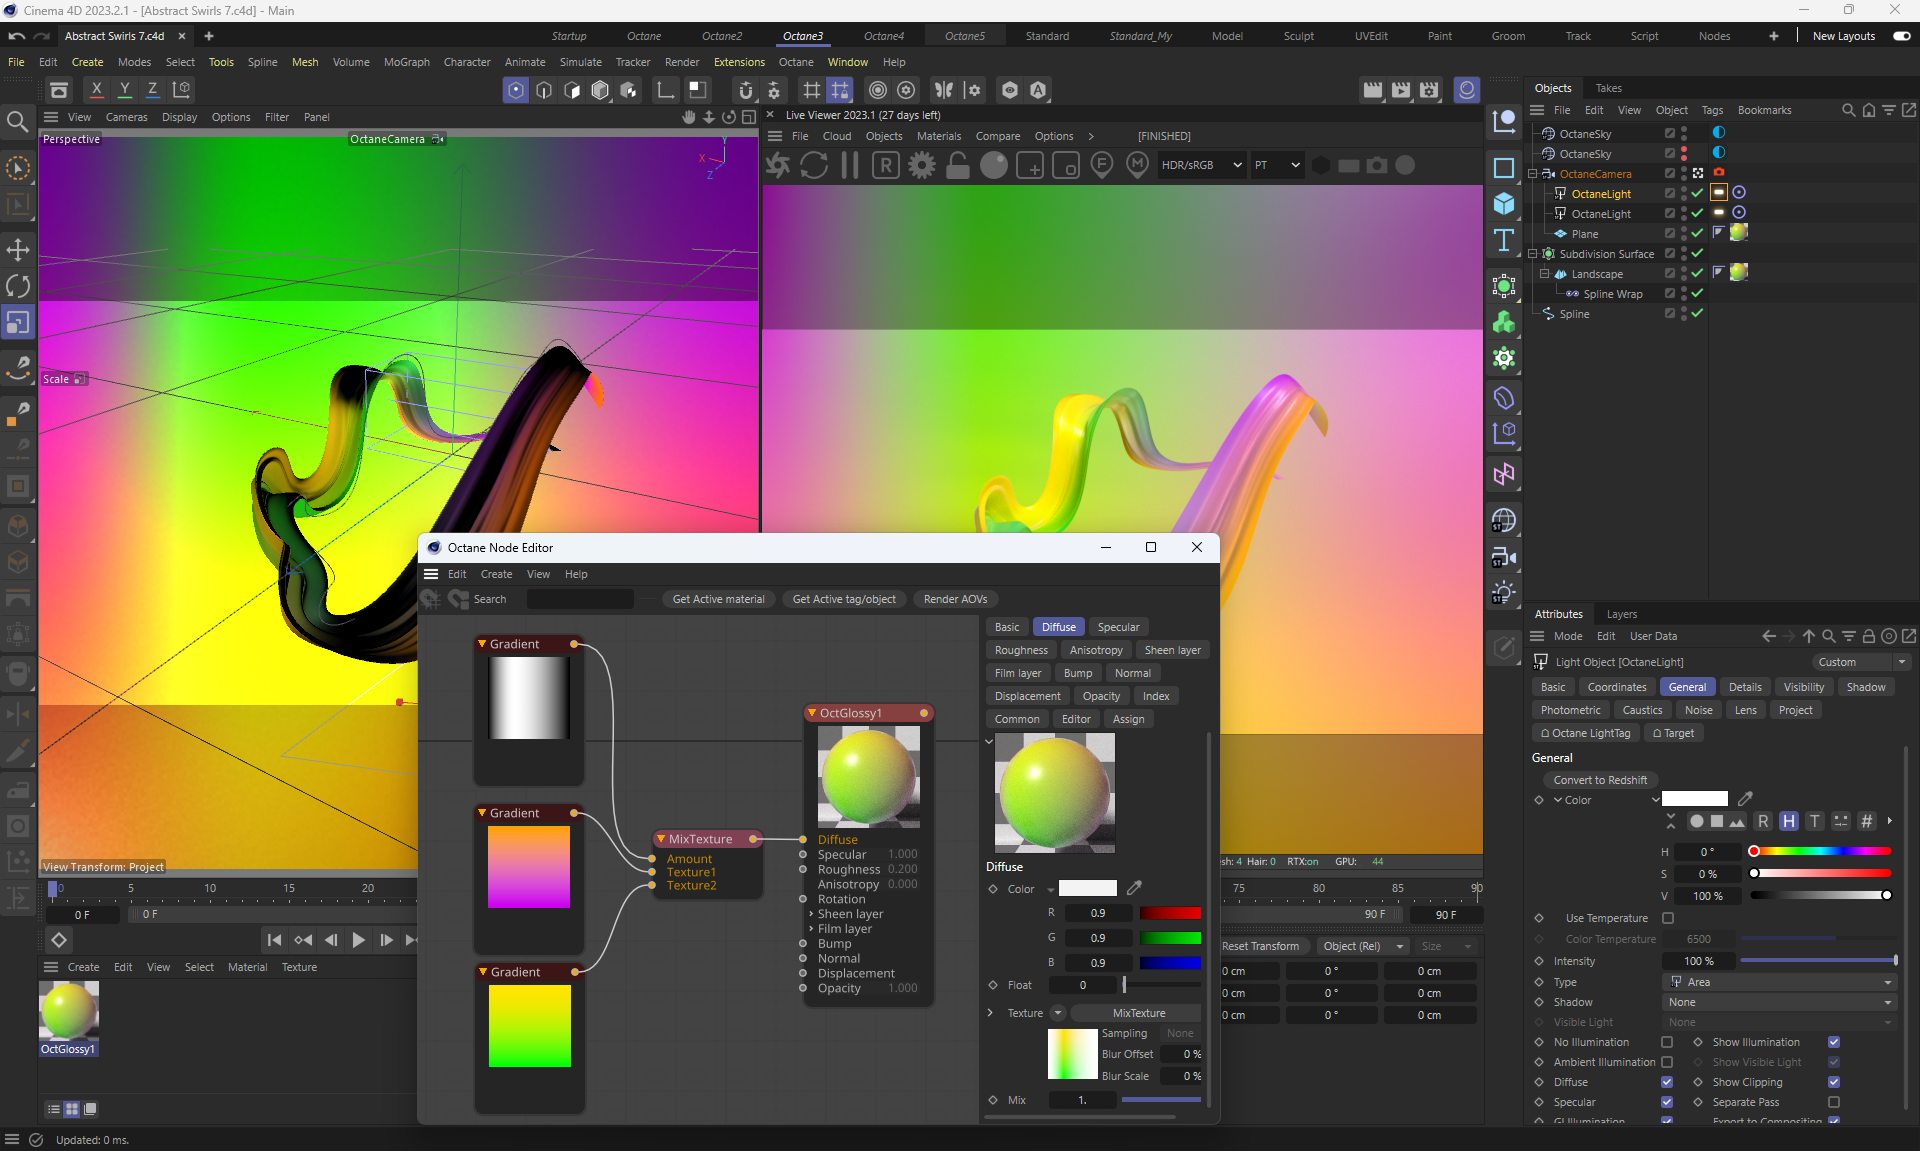 Cinema 4D 2023.2.1 - [Abstract Swirls 7.c4d] - Main
Abstract Swirls 7.c4d × +
Startup Octane Octane2 Octane3 Octane4 Octane5 Standard Standard_My Model Sculpt UVEdit Paint Groom Track Script Nodes + New Layouts
File Edit Create Modes Select Tools Spline Mesh Volume MoGraph Character Animate Simulate Tracker Render Extensions Octane Window Help
X Y Z
View Cameras Display Options Filter Panel
Perspective
OctaneCamera
Y
X
Z
Scale
View Transform: Project
Live Viewer 2023.1 (27 days left)
File Cloud Objects Materials Compare Options > [FINISHED]
R F M HDR/sRGB PT
sh: 4 Hair: 0 RTX:on GPU: 44
Octane Node Editor
Edit Create View Help
Search Get Active material Get Active tag/object Render AOVs
Gradient
Gradient
Gradient
MixTexture
Amount
Texture1
Texture2
OctGlossy1
Diffuse
Specular 1.000
Roughness 0.200
Anisotropy 0.000
Rotation
Sheen layer
Film layer
Bump
Normal
Displacement
Opacity 1.000
Basic Diffuse Specular
Roughness Anisotropy Sheen layer
Film layer Bump Normal
Displacement Opacity Index
Common Editor Assign
Diffuse
Color
R 0.9
G 0.9
B 0.9
Float 0
Texture MixTexture
Sampling None
Blur Offset 0 %
Blur Scale 0 %
Mix 1.
0 5 10 15 20
0 F 0 F
75 80 85 90
90 F 90 F
Reset Transform Object (Rel) Size
0 cm 0 ° 0 cm
0 cm 0 ° 0 cm
0 cm 0 ° 0 cm
Create Edit View Select Material Texture
OctGlossy1
Updated: 0 ms.
Objects Takes
File Edit View Object Tags Bookmarks
OctaneSky
OctaneSky
OctaneCamera
OctaneLight
OctaneLight
Plane
Subdivision Surface
Landscape
Spline Wrap
Spline
ST
ST
ST
Attributes Layers
Mode Edit User Data
Light Object [OctaneLight] Custom
Basic Coordinates General Details Visibility Shadow
Photometric Caustics Noise Lens Project
Octane LightTag Target
General
Convert to Redshift
Color
R H T #
H 0 °
S 0 %
V 100 %
Use Temperature
Color Temperature 6500
Intensity 100 %
Type Area
Shadow None
Visible Light None
No Illumination Show Illumination
Ambient Illumination Show Visible Light
Diffuse Show Clipping
Specular Separate Pass
GI Illumination Export to Compositing